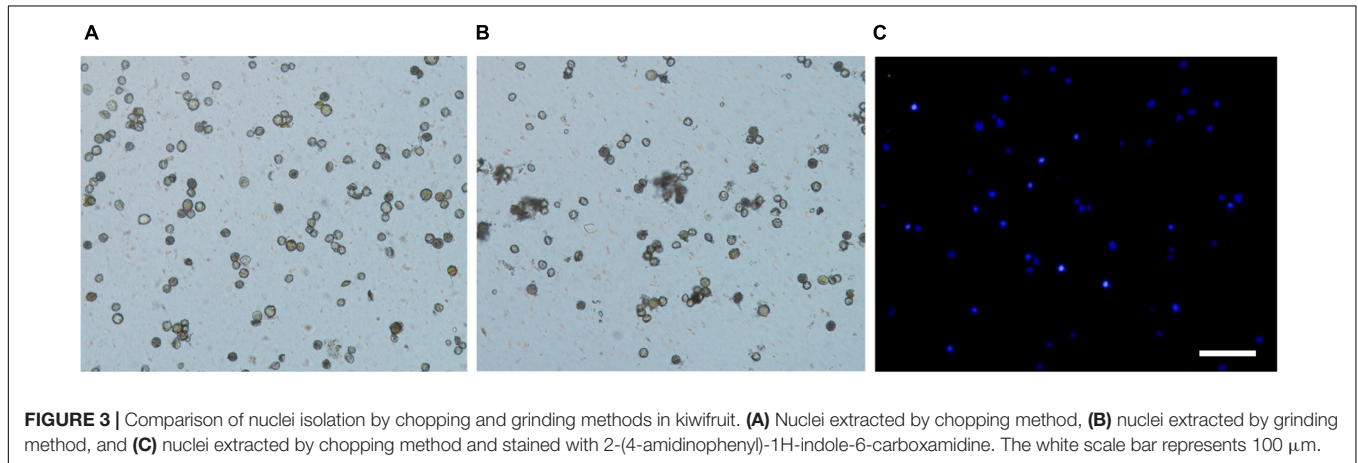 A B C
FIGURE 3 | Comparison of nuclei isolation by chopping and grinding methods in kiwifruit. (A) Nuclei extracted by chopping method, (B) nuclei extracted by grinding
method, and (C) nuclei extracted by chopping method and stained with 2-(4-amidinophenyl)-1H-indole-6-carboxamidine. The white scale bar represents 100 μm.